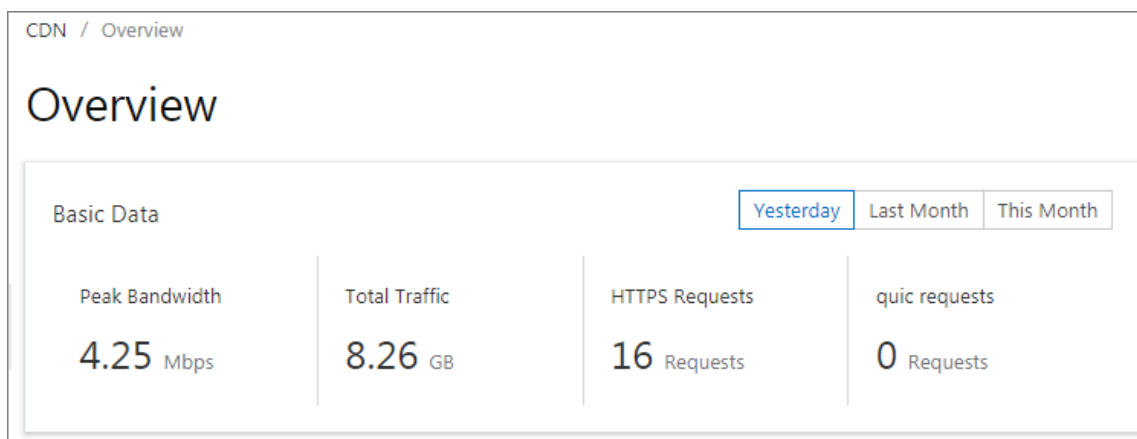 CDN / Overview
Overview
Basic Data
Yesterday
Last Month
This Month
Peak Bandwidth
4.25 Mbps
Total Traffic
8.26 GB
HTTPS Requests
16 Requests
quic requests
0 Requests